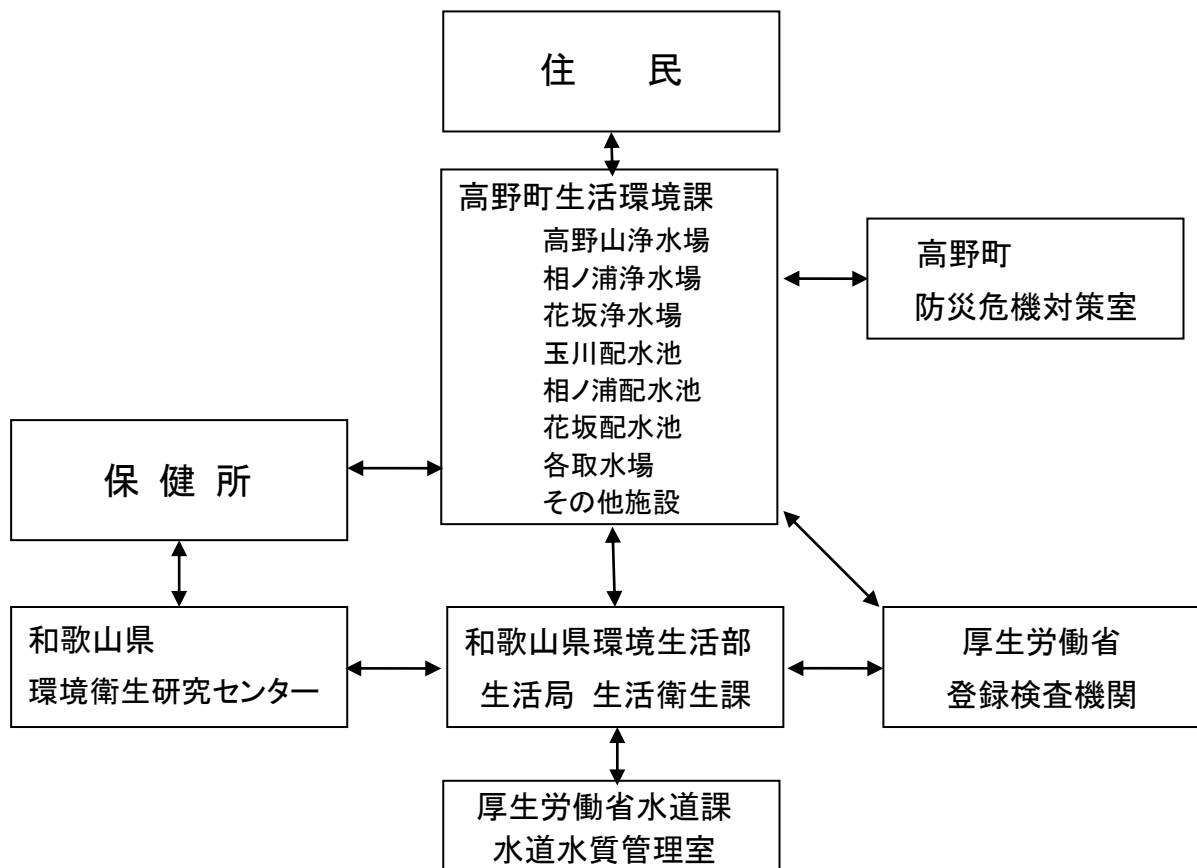 住　　民
高野町生活環境課
高野山浄水場
相ノ浦浄水場
花坂浄水場
玉川配水池
相ノ浦配水池
花坂配水池
各取水場
その他施設
高野町
防災危機対策室
保 健 所
和歌山県
環境衛生研究センター
和歌山県環境生活部
生活局 生活衛生課
厚生労働省
登録検査機関
厚生労働省水道課
水道水質管理室